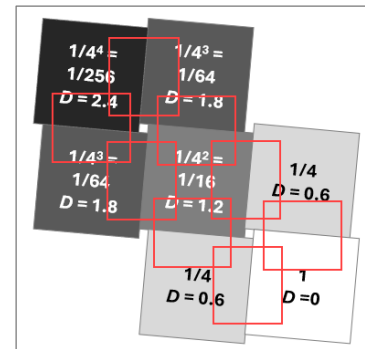 1/4⁴ =
1/256
D = 2.4
1/4³ =
1/64
D = 1.8
1/4³ =
1/64
D = 1.8
1/4² =
1/16
D = 1.2
1/4
D = 0.6
1/4
D = 0.6
1
D =0